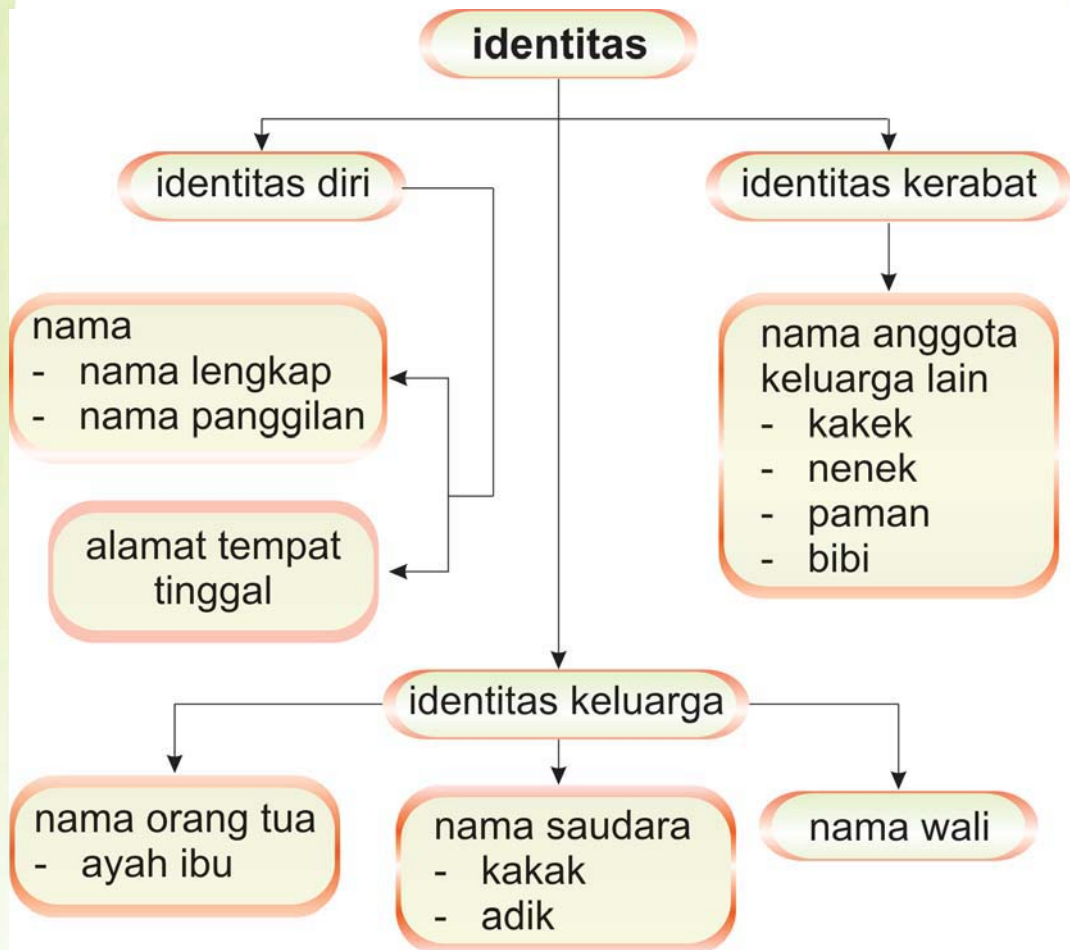 identitas
identitas diri
identitas kerabat
nama
- nama lengkap
- nama panggilan
alamat tempat
tinggal
nama anggota
keluarga lain
- kakek
- nenek
- paman
- bibi
identitas keluarga
nama orang tua
- ayah ibu
nama saudara
- kakak
- adik
nama wali